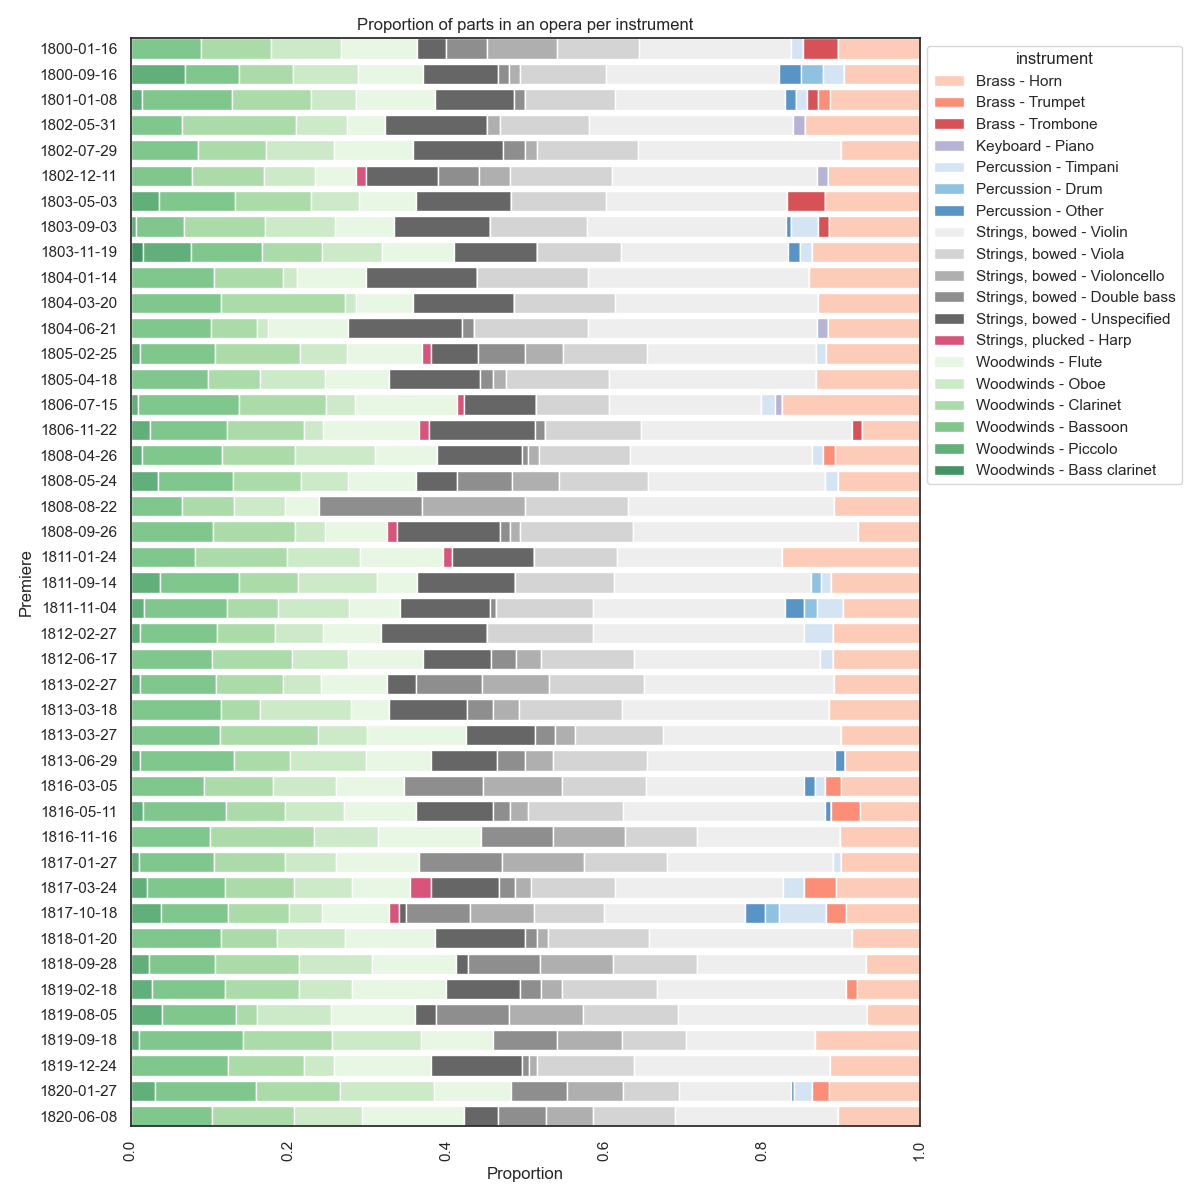 Proportion of parts in an opera per instrument
Premiere
1800-01-16
1800-09-16
1801-01-08
1802-05-31
1802-07-29
1802-12-11
1803-05-03
1803-09-03
1803-11-19
1804-01-14
1804-03-20
1804-06-21
1805-02-25
1805-04-18
1806-07-15
1806-11-22
1808-04-26
1808-05-24
1808-08-22
1808-09-26
1811-01-24
1811-09-14
1811-11-04
1812-02-27
1812-06-17
1813-02-27
1813-03-18
1813-03-27
1813-06-29
1816-03-05
1816-05-11
1816-11-16
1817-01-27
1817-03-24
1817-10-18
1818-01-20
1818-09-28
1819-02-18
1819-08-05
1819-09-18
1819-12-24
1820-01-27
1820-06-08
0.0
0.2
0.4
0.6
0.8
1.0
Proportion
instrument
Brass - Horn
Brass - Trumpet
Brass - Trombone
Keyboard - Piano
Percussion - Timpani
Percussion - Drum
Percussion - Other
Strings, bowed - Violin
Strings, bowed - Viola
Strings, bowed - Violoncello
Strings, bowed - Double bass
Strings, bowed - Unspecified
Strings, plucked - Harp
Woodwinds - Flute
Woodwinds - Oboe
Woodwinds - Clarinet
Woodwinds - Bassoon
Woodwinds - Piccolo
Woodwinds - Bass clarinet